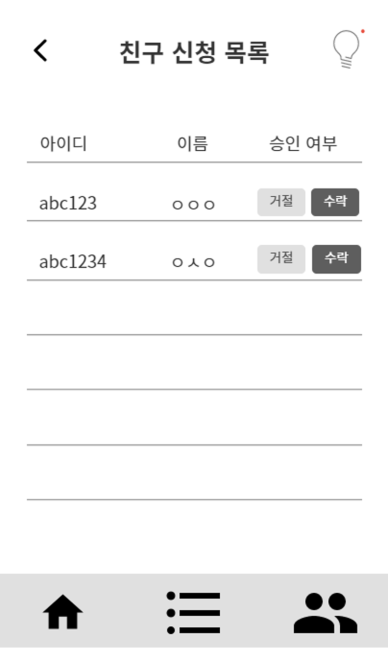 친구 신청 목록
아이디 이름 승인 여부
abc123 ㅇㅇㅇ 거절 수락
abc1234 ㅇㅅㅇ 거절 수락